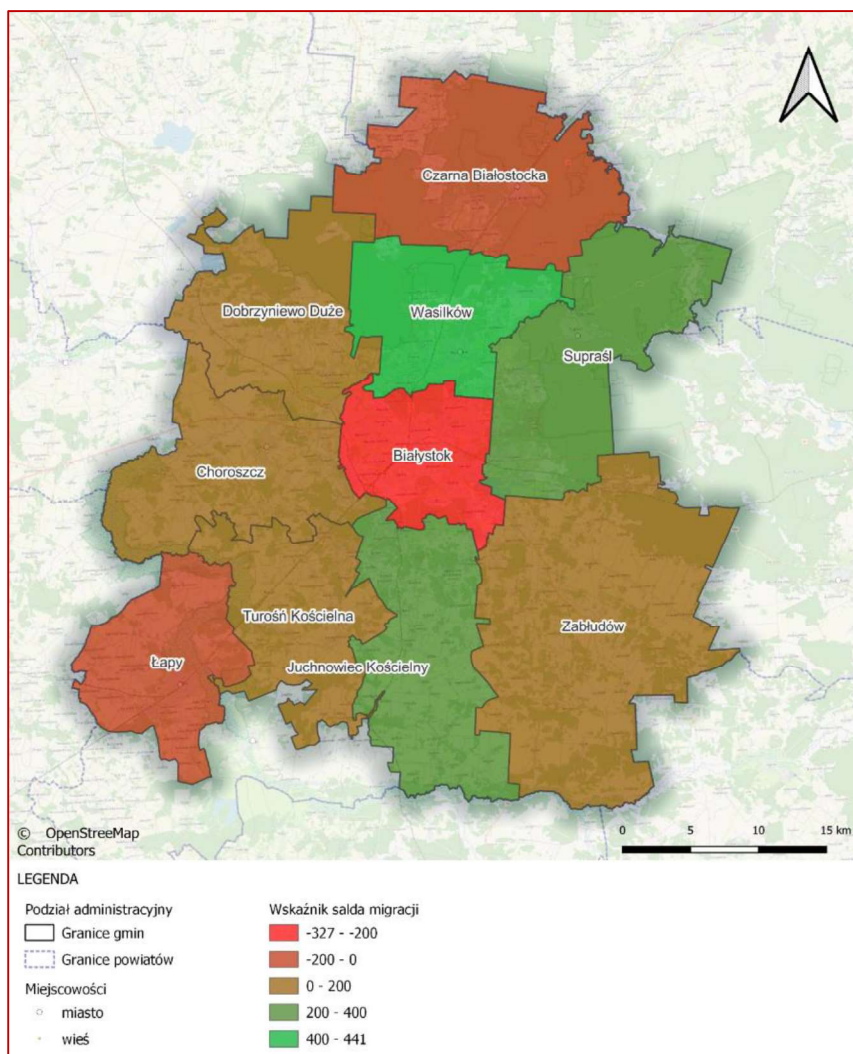 Czarna Białostocka
Dobrzyniewo Duże
Wasilków
Supraśl
Białystok
Choroszcz
Turośń Kościelna
Zabłudów
Łapy
Juchnowiec Kościelny
© OpenStreetMap
Contributors
0 5 10 15 km
LEGENDA
Podział administracyjny
Granice gmin
Granice powiatów
Miejscowości
miasto
wieś
Wskaźnik salda migracji
-327 - -200
-200 - 0
0 - 200
200 - 400
400 - 441